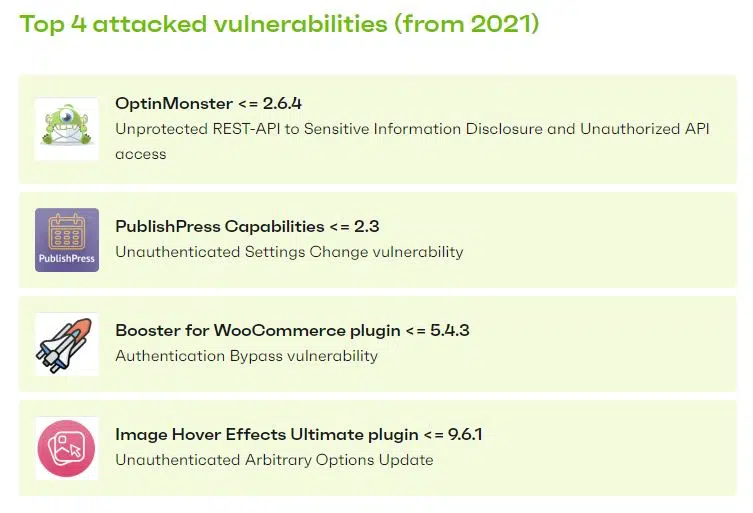 Top 4 attacked vulnerabilities (from 2021)
OptinMonster <= 2.6.4
Unprotected REST-API to Sensitive Information Disclosure and Unauthorized API
access
PublishPress Capabilities <= 2.3
Unauthenticated Settings Change vulnerability
PublishPress
Booster for WooCommerce plugin <= 5.4.3
Authentication Bypass vulnerability
Image Hover Effects Ultimate plugin <= 9.6.1
Unauthenticated Arbitrary Options Update